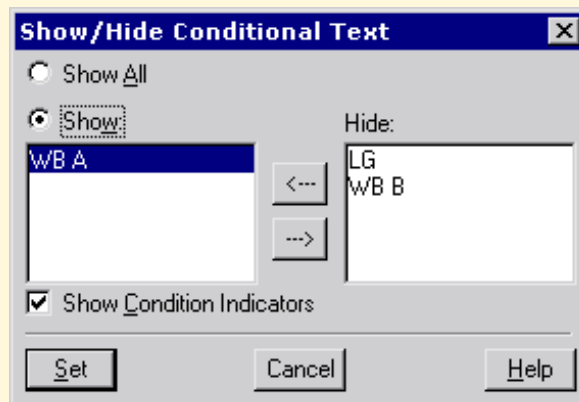 Show/Hide Conditional Text
Show All
Show:
Hide:
WB A
LG
WB B
<---
--->
Show Condition Indicators
Set
Cancel
Help